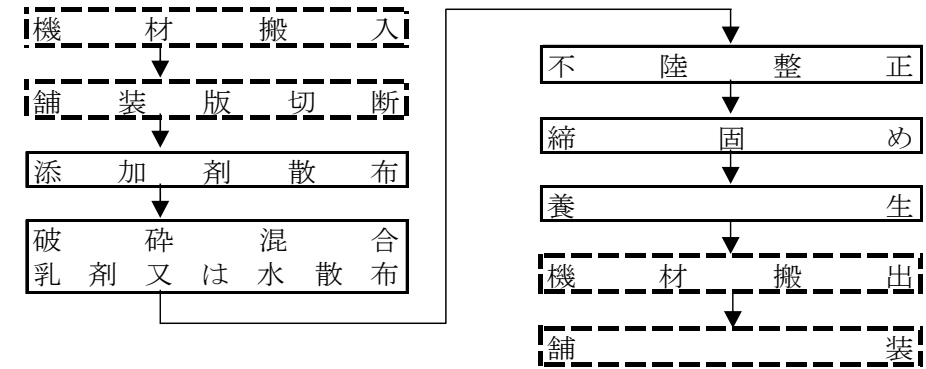 機材搬入
舗装版切断
添加剤散布
破砕混合
乳剤又は水散布
不陸整正
締固め
養生
機材搬出
舗装